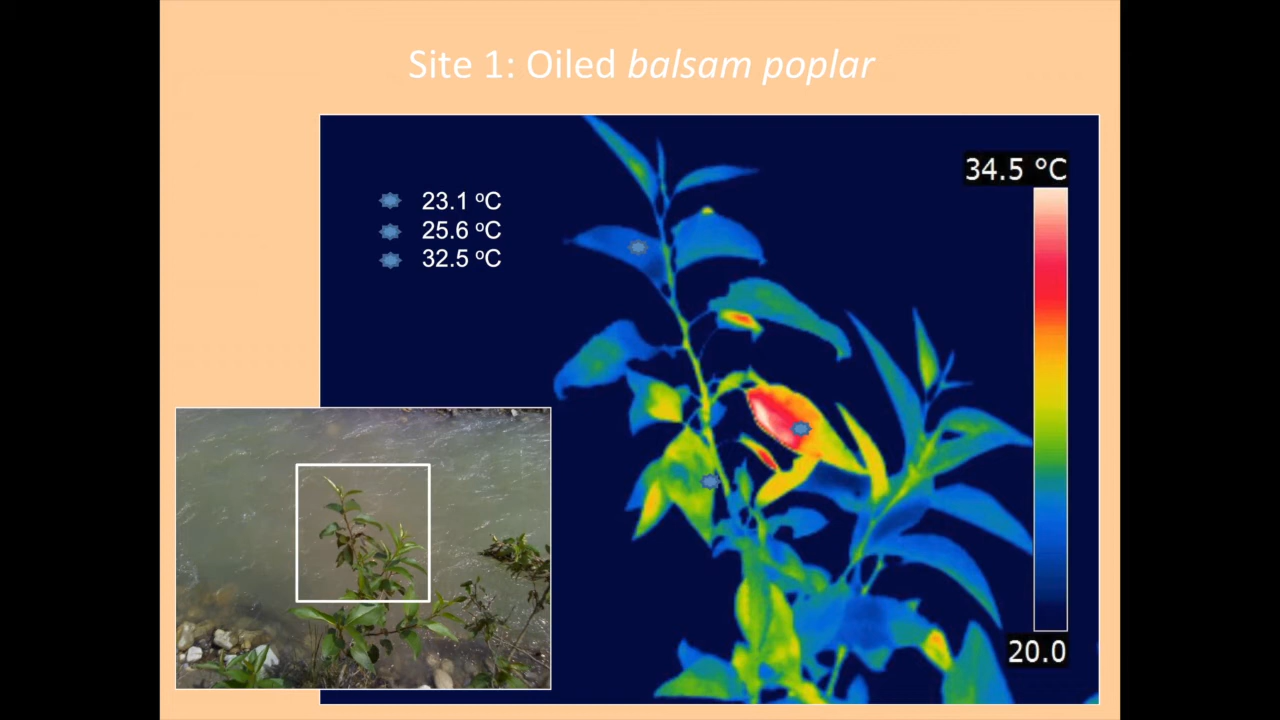 Site 1: Oiled balsam poplar
34.5 °C
23.1 ºC
25.6 ºC
32.5 ºC
20.0